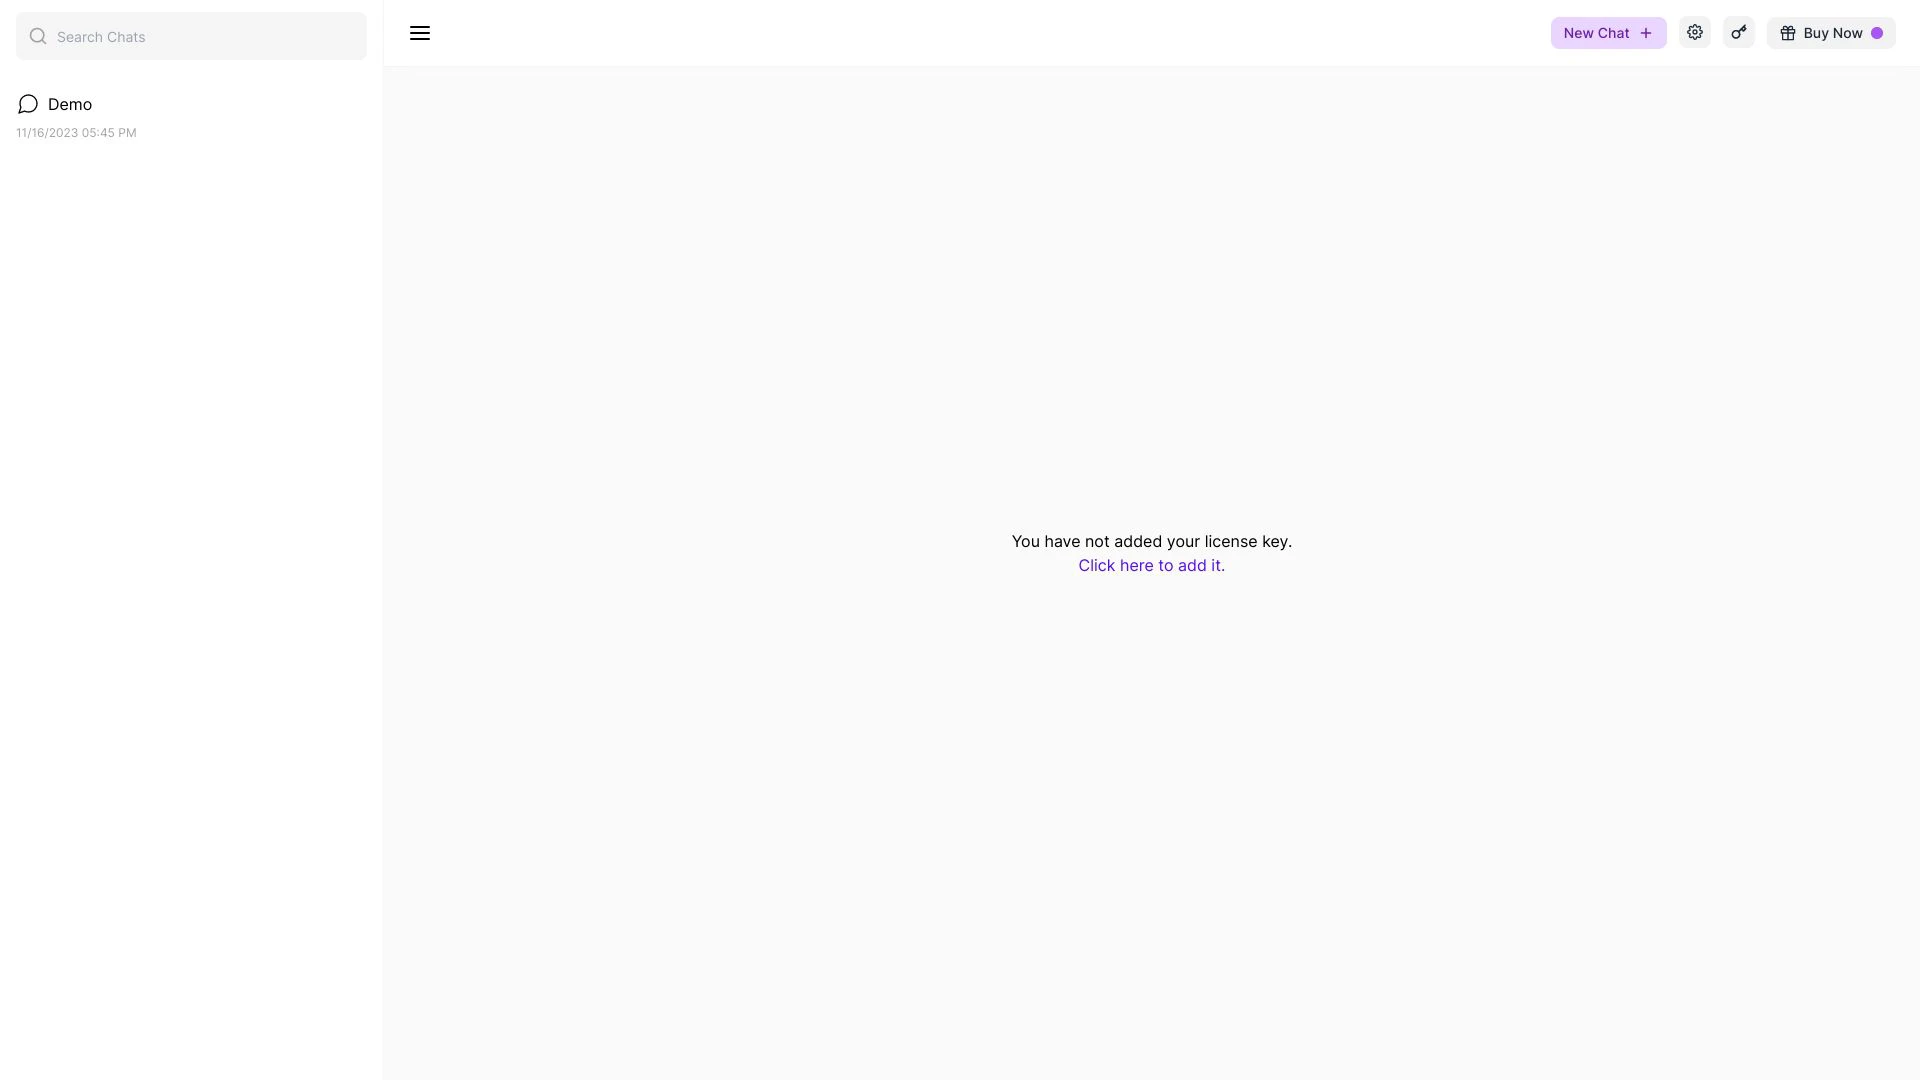 Search Chats
Demo
11/16/2023 05:45 PM
New Chat
Buy Now
You have not added your license key.
Click here to add it.